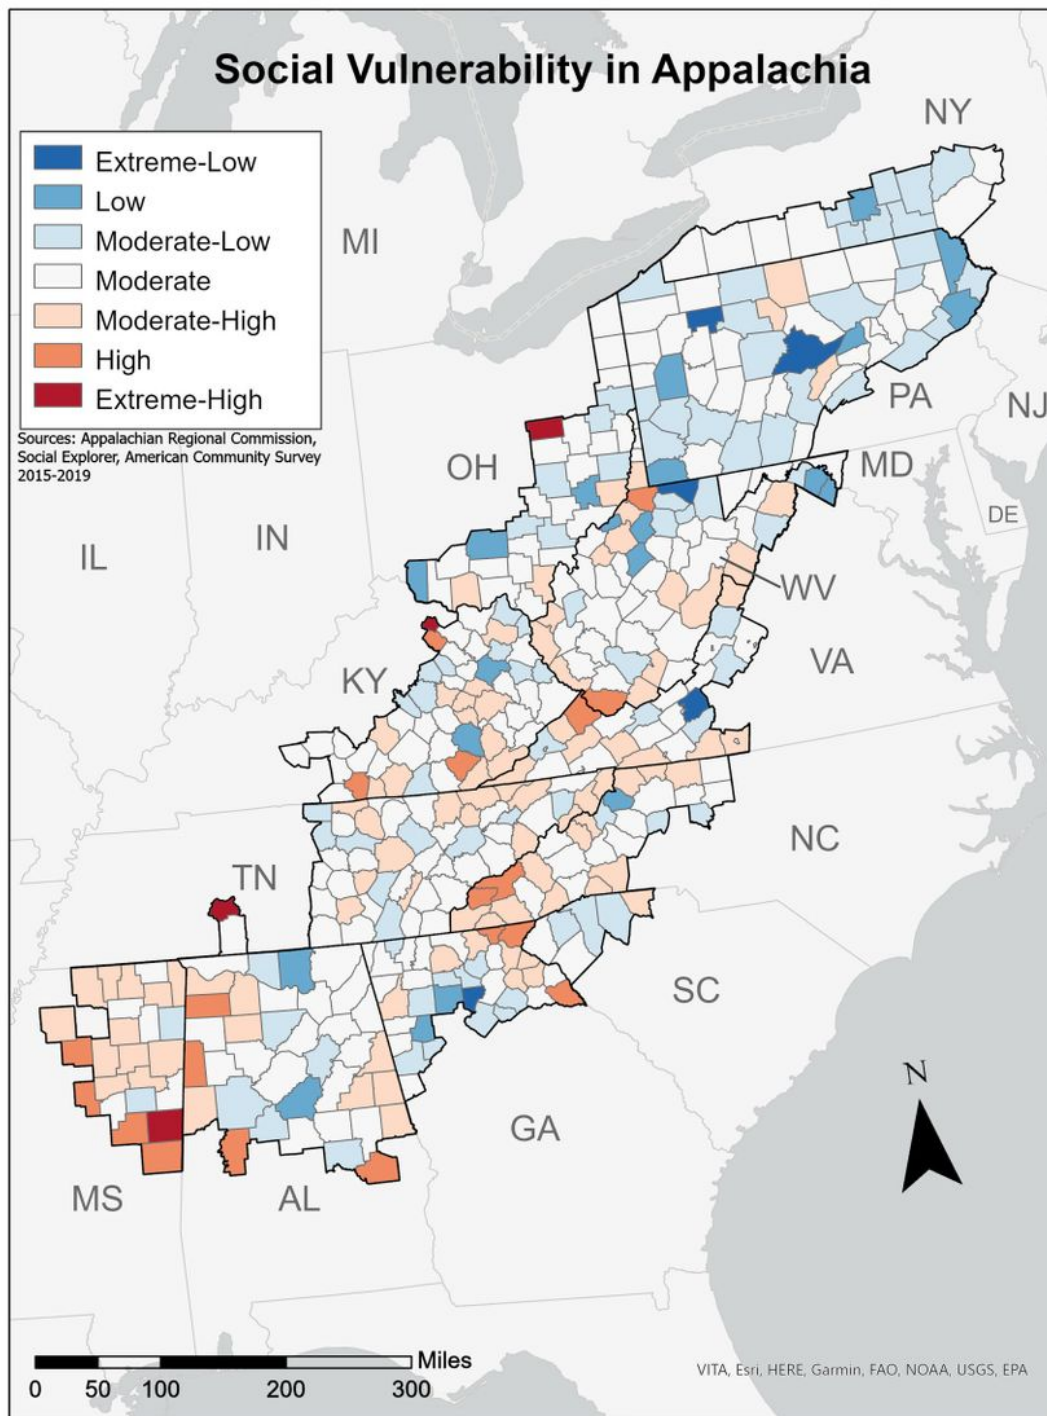 Social Vulnerability in Appalachia
NY
Extreme-Low
Low
Moderate-Low
Moderate
Moderate-High
High
Extreme-High
MI
Sources: Appalachian Regional Commission,
Social Explorer, American Community Survey
2015-2019
PA
NJ
OH
MD
DE
IN
IL
WV
VA
KY
NC
TN
SC
N
GA
MS
AL
Miles
0 50 100 200 300
VITA, Esri, HERE, Garmin, FAO, NOAA, USGS, EPA